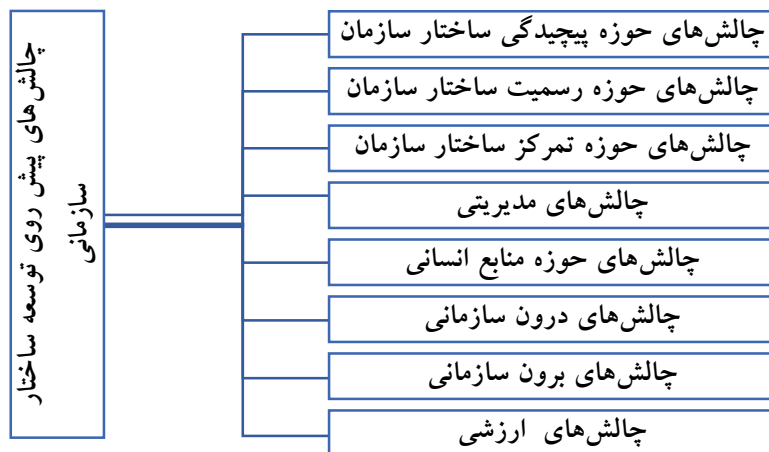 چالش‌های پیش روی توسعه ساختار
سازمانی
چالش‌های حوزه پیچیدگی ساختار سازمان
چالش‌های حوزه رسمیت ساختار سازمان
چالش‌های حوزه تمرکز ساختار سازمان
چالش‌های مدیریتی
چالش‌های حوزه منابع انسانی
چالش‌های درون سازمانی
چالش‌های برون سازمانی
چالش‌های ارزشی